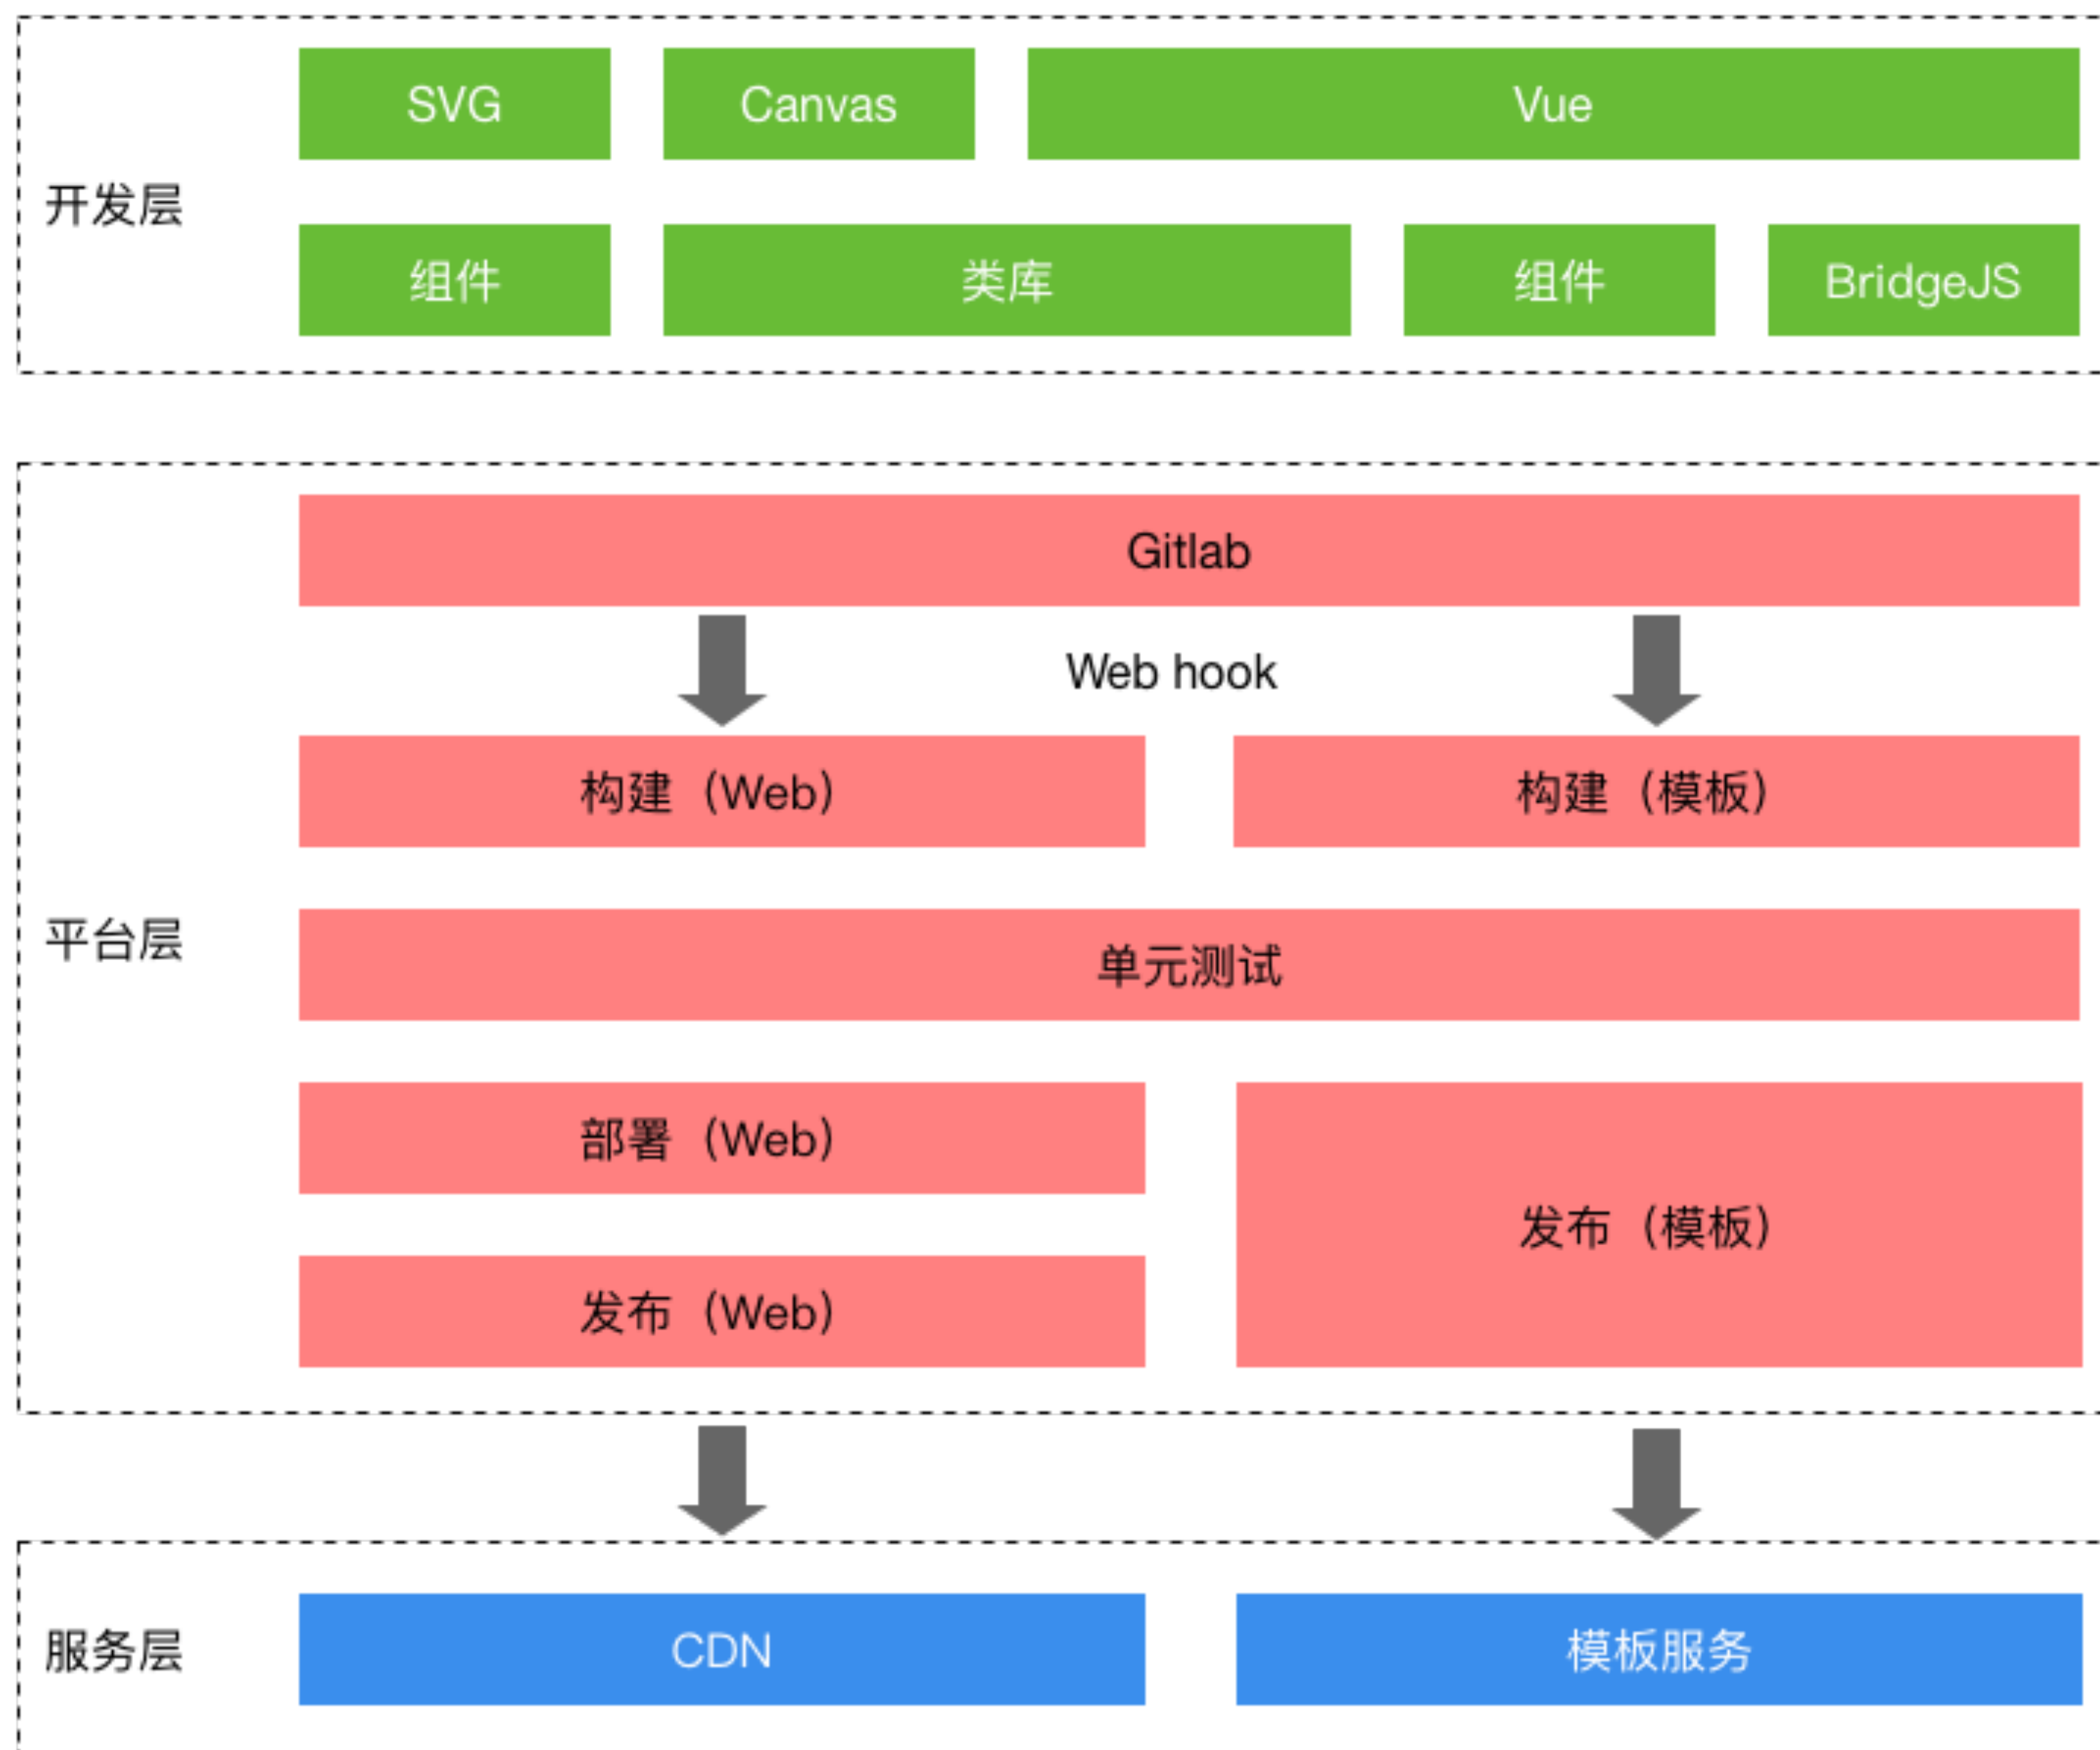 SVG
Canvas
Vue
开发层
组件
类库
组件
BridgeJS
Gitlab
Web hook
构建（Web）
构建（模板）
平台层
单元测试
部署（Web）
发布（模板）
发布（Web）
服务层
CDN
模板服务